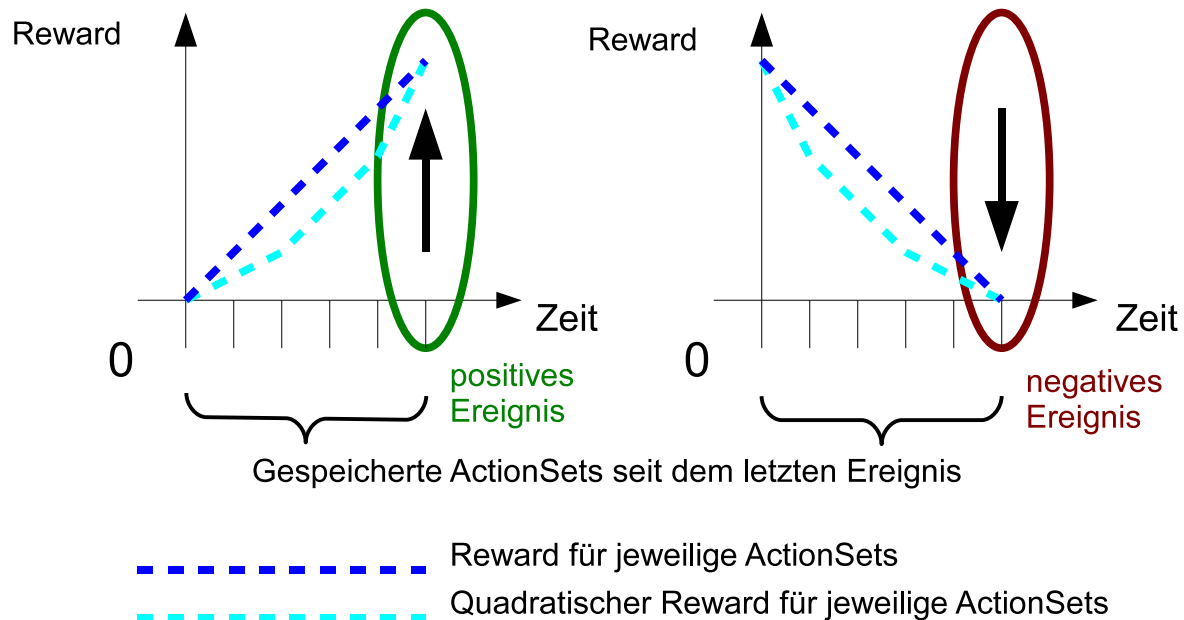 Reward
Reward
Zeit
Zeit
0
0
positives
Ereignis
negatives
Ereignis
Gespeicherte ActionSets seit dem letzten Ereignis
Reward für jeweilige ActionSets
Quadratischer Reward für jeweilige ActionSets